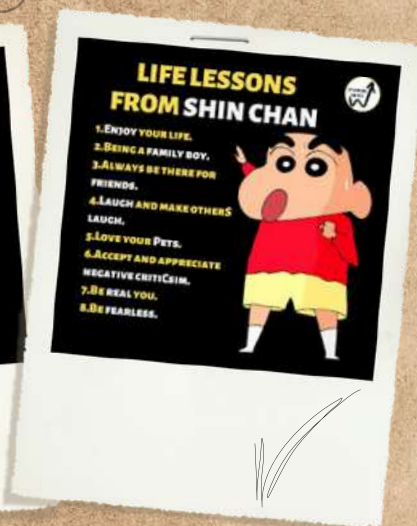 LIFE LESSONS
FROM SHIN CHAN
1.ENJOY YOUR LIFE.
2.BEING A FAMILY BOY.
3.ALWAYS BE THERE FOR
FRIENDS.
4.LAUGH AND MAKE OTHERS
LAUGH.
5.LOVE YOUR PETS.
6.ACCEPT AND APPRECIATE
NEGATIVE CRITICSIM.
7.BE REAL YOU.
8.BE FEARLESS.